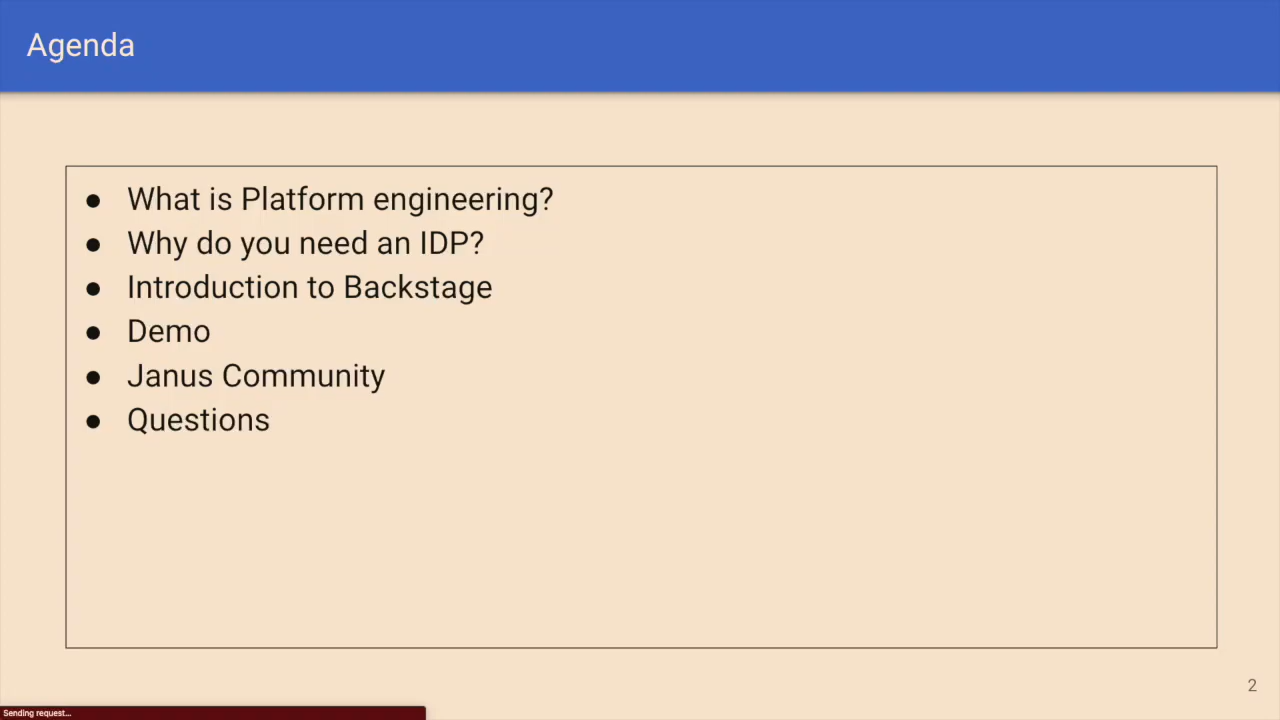 Agenda
● What is Platform engineering?
● Why do you need an IDP?
● Introduction to Backstage
● Demo
● Janus Community
● Questions
2
Sending request...